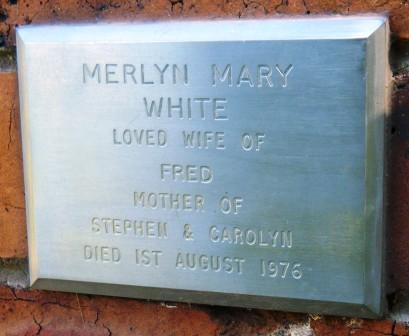 MERLYN MARY
WHITE
LOVED WIFE OF
FRED
MOTHER OF
STEPHEN & CAROLYN
DIED 1ST AUGUST 1976